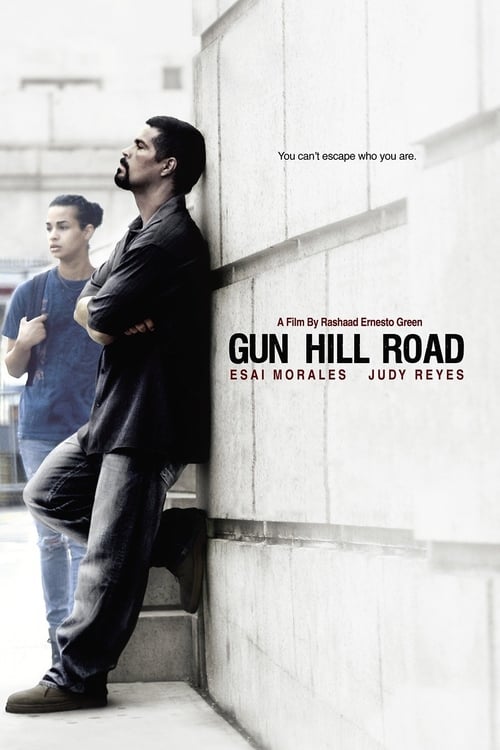 You can't escape who you are.
A Film By Rashaad Ernesto Green
GUN HILL ROAD
ESAI MORALES JUDY REYES